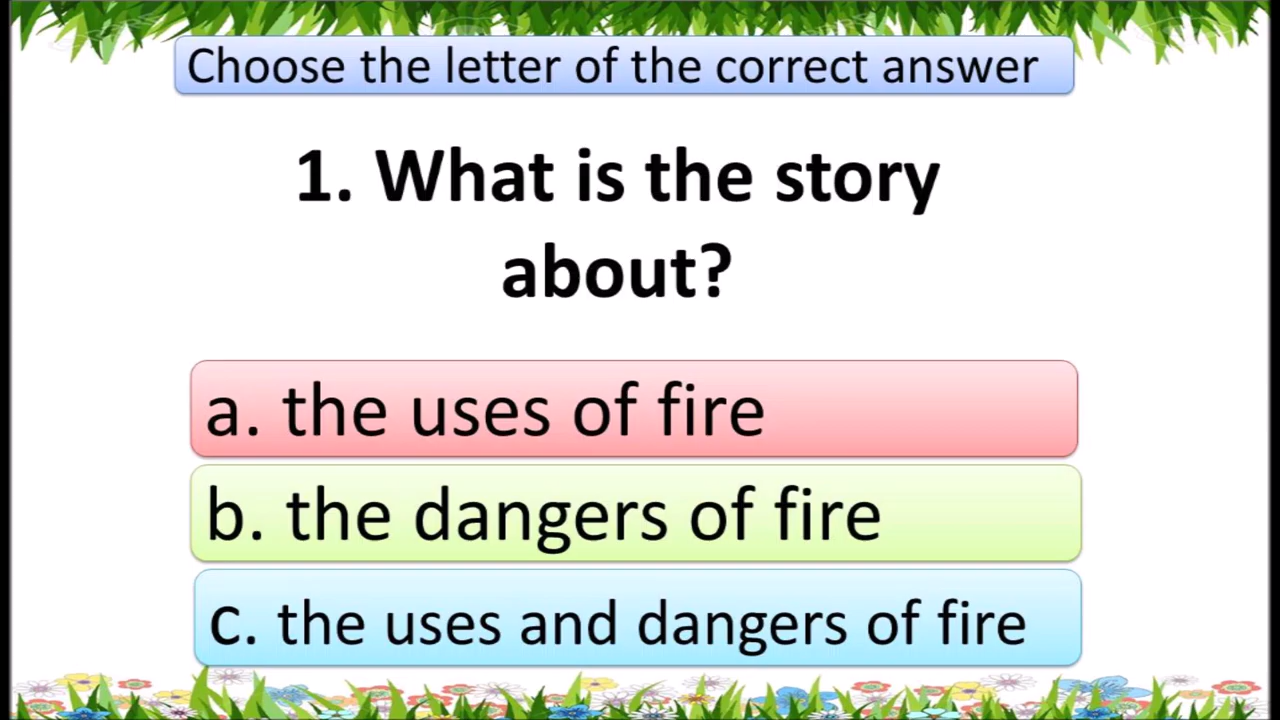 Choose the letter of the correct answer
1. What is the story
about?
a. the uses of fire
b. the dangers of fire
c. the uses and dangers of fire